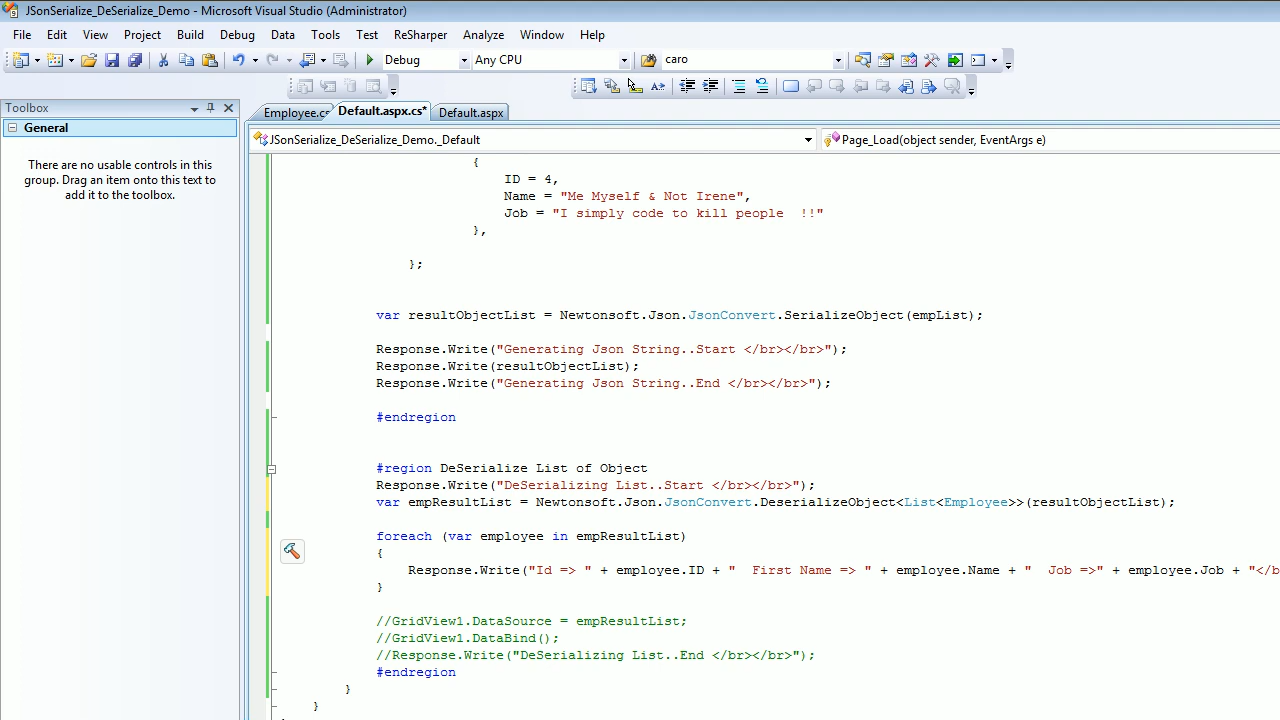 JSonSerialize_DeSerialize_Demo - Microsoft Visual Studio (Administrator)
File Edit View Project Build Debug Data Tools Test ReSharper Analyze Window Help
Debug Any CPU caro
Toolbox
General
There are no usable controls in this
group. Drag an item onto this text to
add it to the toolbox.
Employee.cs Default.aspx.cs* Default.aspx
JSonSerialize_DeSerialize_Demo._Default Page_Load(object sender, EventArgs e)
{
ID = 4,
Name = "Me Myself & Not Irene",
Job = "I simply code to kill people  !!"
},
};
var resultObjectList = Newtonsoft.Json.JsonConvert.SerializeObject(empList);
Response.Write("Generating Json String..Start </br></br>");
Response.Write(resultObjectList);
Response.Write("Generating Json String..End </br></br>");
#endregion
#region DeSerialize List of Object
Response.Write("DeSerializing List..Start </br></br>");
var empResultList = Newtonsoft.Json.JsonConvert.DeserializeObject<List<Employee>>(resultObjectList);
foreach (var employee in empResultList)
{
Response.Write("Id => " + employee.ID + "  First Name => " + employee.Name + "  Job =>" + employee.Job + "</b
}
//GridView1.DataSource = empResultList;
//GridView1.DataBind();
//Response.Write("DeSerializing List..End </br></br>");
#endregion
}
}